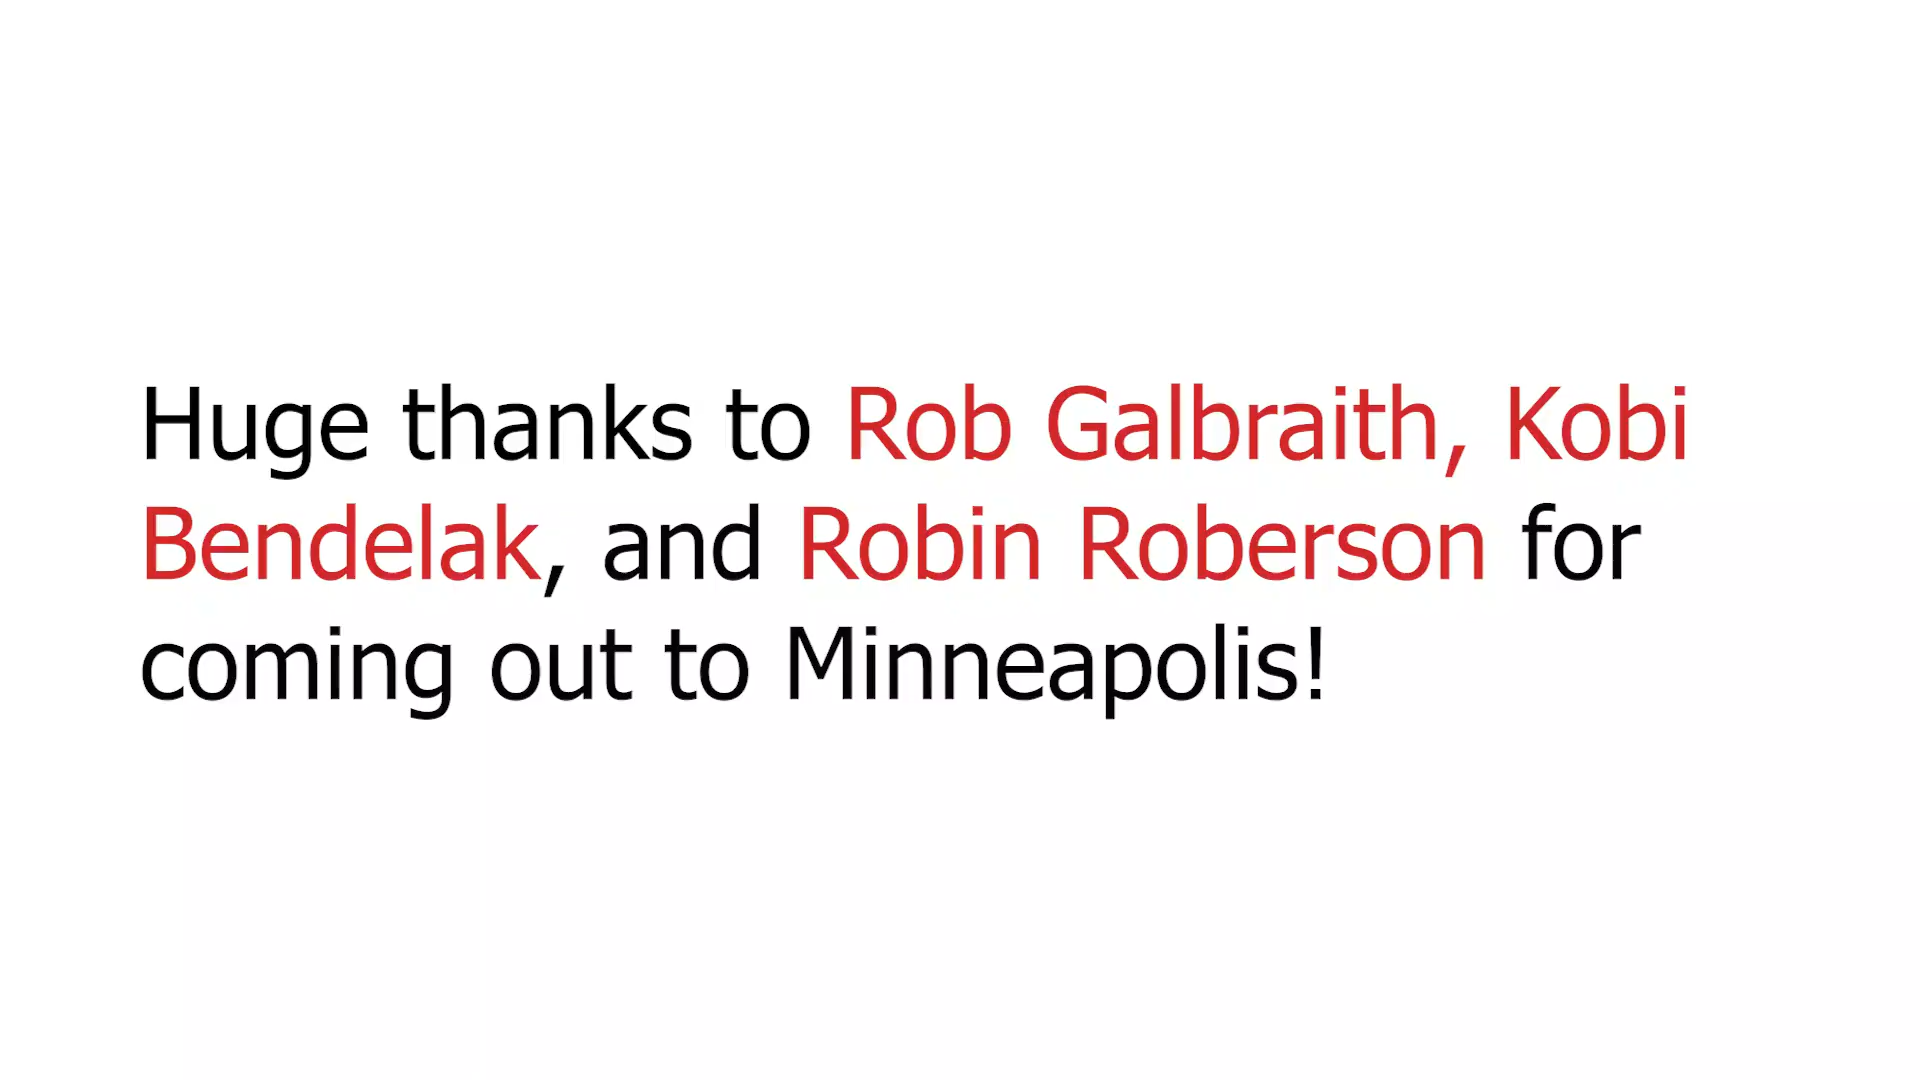 Huge thanks to Rob Galbraith, Kobi
Bendelak, and Robin Roberson for
coming out to Minneapolis!